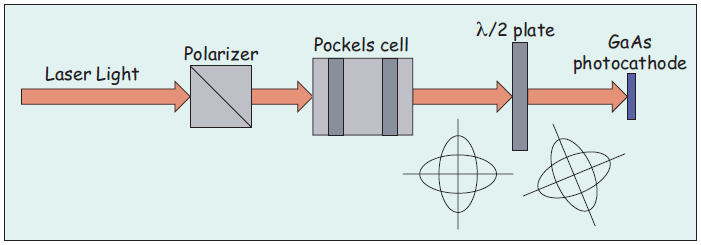 Laser Light
Polarizer
Pockels cell
λ/2 plate
GaAs
photocathode